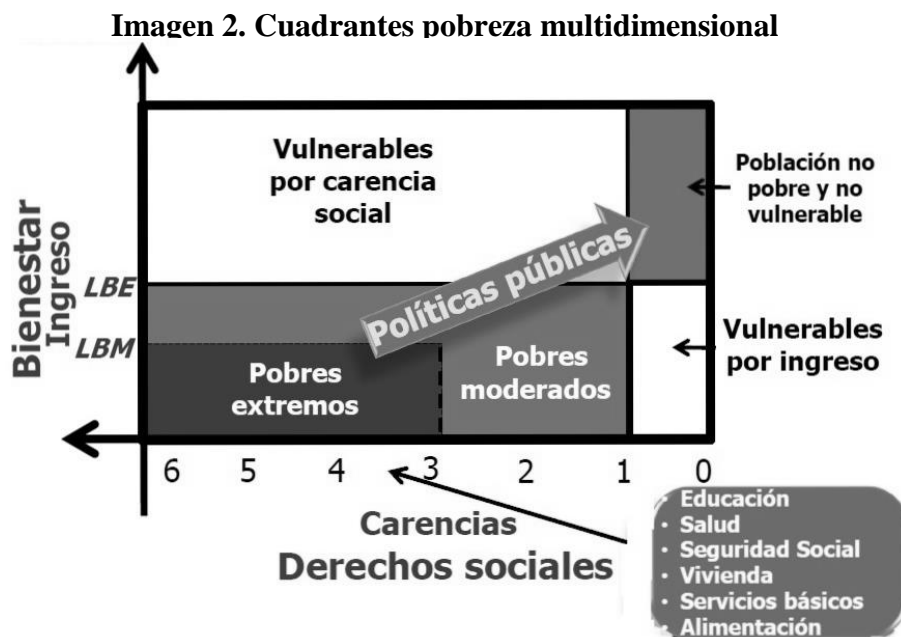 Imagen 2. Cuadrantes pobreza multidimensional
Vulnerables
por carencia
social
Población no
pobre y no
vulnerable
Políticas públicas
Bienestar
Ingreso
LBE
LBM
Vulnerables
por ingreso
Pobres
extremos
Pobres
moderados
6 5 4 3 2 1 0
Carencias
Derechos sociales
• Educación
• Salud
• Seguridad Social
• Vivienda
• Servicios básicos
• Alimentación